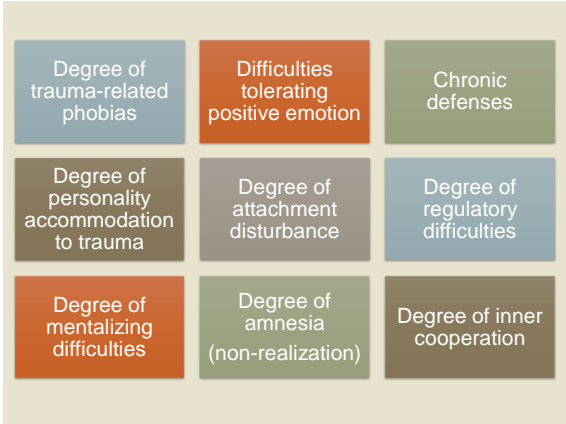 Degree of
trauma-related
phobias
Difficulties
tolerating
positive emotion
Chronic
defenses
Degree of
personality
accommodation
to trauma
Degree of
attachment
disturbance
Degree of
regulatory
difficulties
Degree of
mentalizing
difficulties
Degree of
amnesia
(non-realization)
Degree of inner
cooperation